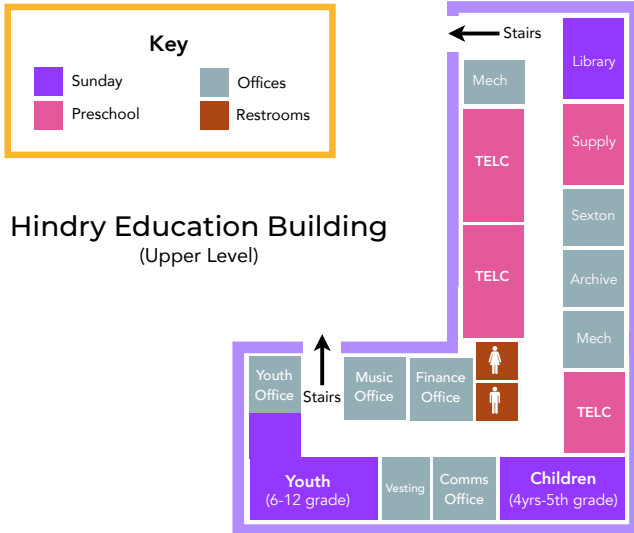 Key
Sunday
Offices
Preschool
Restrooms
Hindry Education Building
(Upper Level)
Stairs
Library
Mech
Supply
TELC
Sexton
TELC
Archive
Mech
Youth
Office
Stairs
Music
Office
Finance
Office
TELC
Youth
(6-12 grade)
Vesting
Comms
Office
Children
(4yrs-5th grade)